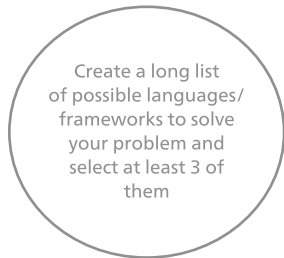 Create a long list
of possible languages/
frameworks to solve
your problem and
select at least 3 of
them